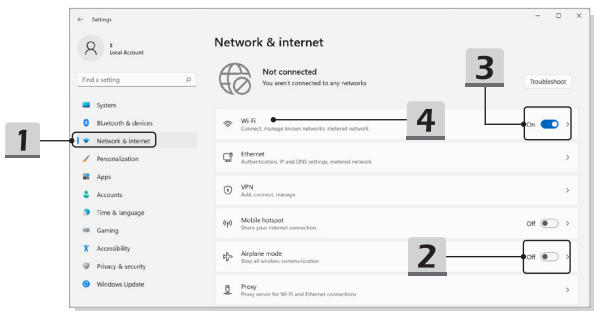 Settings
z
Local Account
Find a setting
System
Bluetooth & devices
Network & internet
Personalization
Apps
Accounts
Time & language
Gaming
Accessibility
Privacy & security
Windows Update
Network & internet
Not connected
You aren't connected to any networks
Troubleshoot
Wi-Fi
Connect, manage known networks, metered network
On
Ethernet
Authentication, IP and DNS settings, metered network
VPN
Add, connect, manage
Mobile hotspot
Share your internet connection
Off
Airplane mode
Stop all wireless communication
Off
Proxy
Proxy server for Wi-Fi and Ethernet connections
1
2
3
4